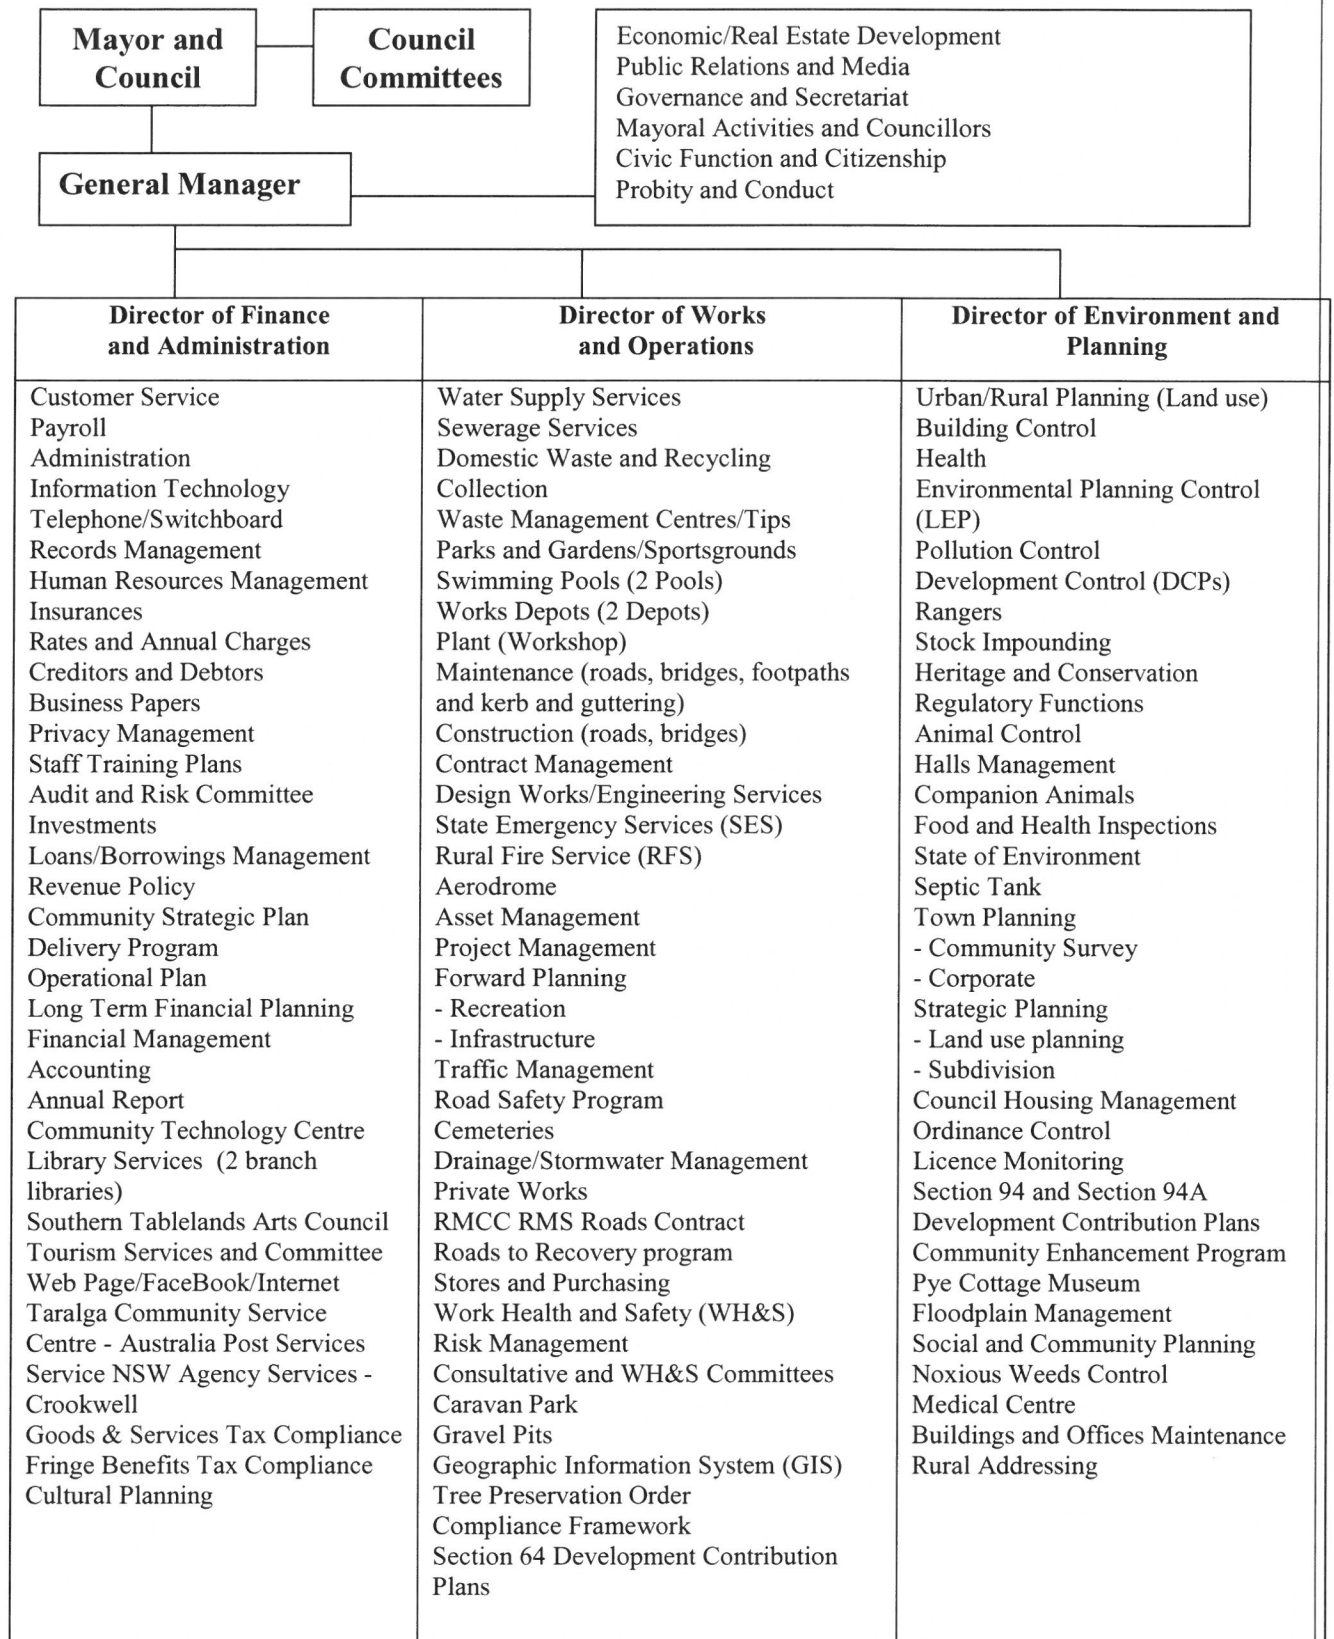 Mayor and
Council
Council
Committees
Economic/Real Estate Development
Public Relations and Media
Governance and Secretariat
Mayoral Activities and Councillors
Civic Function and Citizenship
Probity and Conduct
General Manager
Director of Finance
and Administration
Customer Service
Payroll
Administration
Information Technology
Telephone/Switchboard
Records Management
Human Resources Management
Insurances
Rates and Annual Charges
Creditors and Debtors
Business Papers
Privacy Management
Staff Training Plans
Audit and Risk Committee
Investments
Loans/Borrowings Management
Revenue Policy
Community Strategic Plan
Delivery Program
Operational Plan
Long Term Financial Planning
Financial Management
Accounting
Annual Report
Community Technology Centre
Library Services  (2 branch
libraries)
Southern Tablelands Arts Council
Tourism Services and Committee
Web Page/FaceBook/Internet
Taralga Community Service
Centre - Australia Post Services
Service NSW Agency Services -
Crookwell
Goods & Services Tax Compliance
Fringe Benefits Tax Compliance
Cultural Planning
Director of Works
and Operations
Water Supply Services
Sewerage Services
Domestic Waste and Recycling
Collection
Waste Management Centres/Tips
Parks and Gardens/Sportsgrounds
Swimming Pools (2 Pools)
Works Depots (2 Depots)
Plant (Workshop)
Maintenance (roads, bridges, footpaths
and kerb and guttering)
Construction (roads, bridges)
Contract Management
Design Works/Engineering Services
State Emergency Services (SES)
Rural Fire Service (RFS)
Aerodrome
Asset Management
Project Management
Forward Planning
- Recreation
- Infrastructure
Traffic Management
Road Safety Program
Cemeteries
Drainage/Stormwater Management
Private Works
RMCC RMS Roads Contract
Roads to Recovery program
Stores and Purchasing
Work Health and Safety (WH&S)
Risk Management
Consultative and WH&S Committees
Caravan Park
Gravel Pits
Geographic Information System (GIS)
Tree Preservation Order
Compliance Framework
Section 64 Development Contribution
Plans
Director of Environment and
Planning
Urban/Rural Planning (Land use)
Building Control
Health
Environmental Planning Control
(LEP)
Pollution Control
Development Control (DCPs)
Rangers
Stock Impounding
Heritage and Conservation
Regulatory Functions
Animal Control
Halls Management
Companion Animals
Food and Health Inspections
State of Environment
Septic Tank
Town Planning
- Community Survey
- Corporate
Strategic Planning
- Land use planning
- Subdivision
Council Housing Management
Ordinance Control
Licence Monitoring
Section 94 and Section 94A
Development Contribution Plans
Community Enhancement Program
Pye Cottage Museum
Floodplain Management
Social and Community Planning
Noxious Weeds Control
Medical Centre
Buildings and Offices Maintenance
Rural Addressing